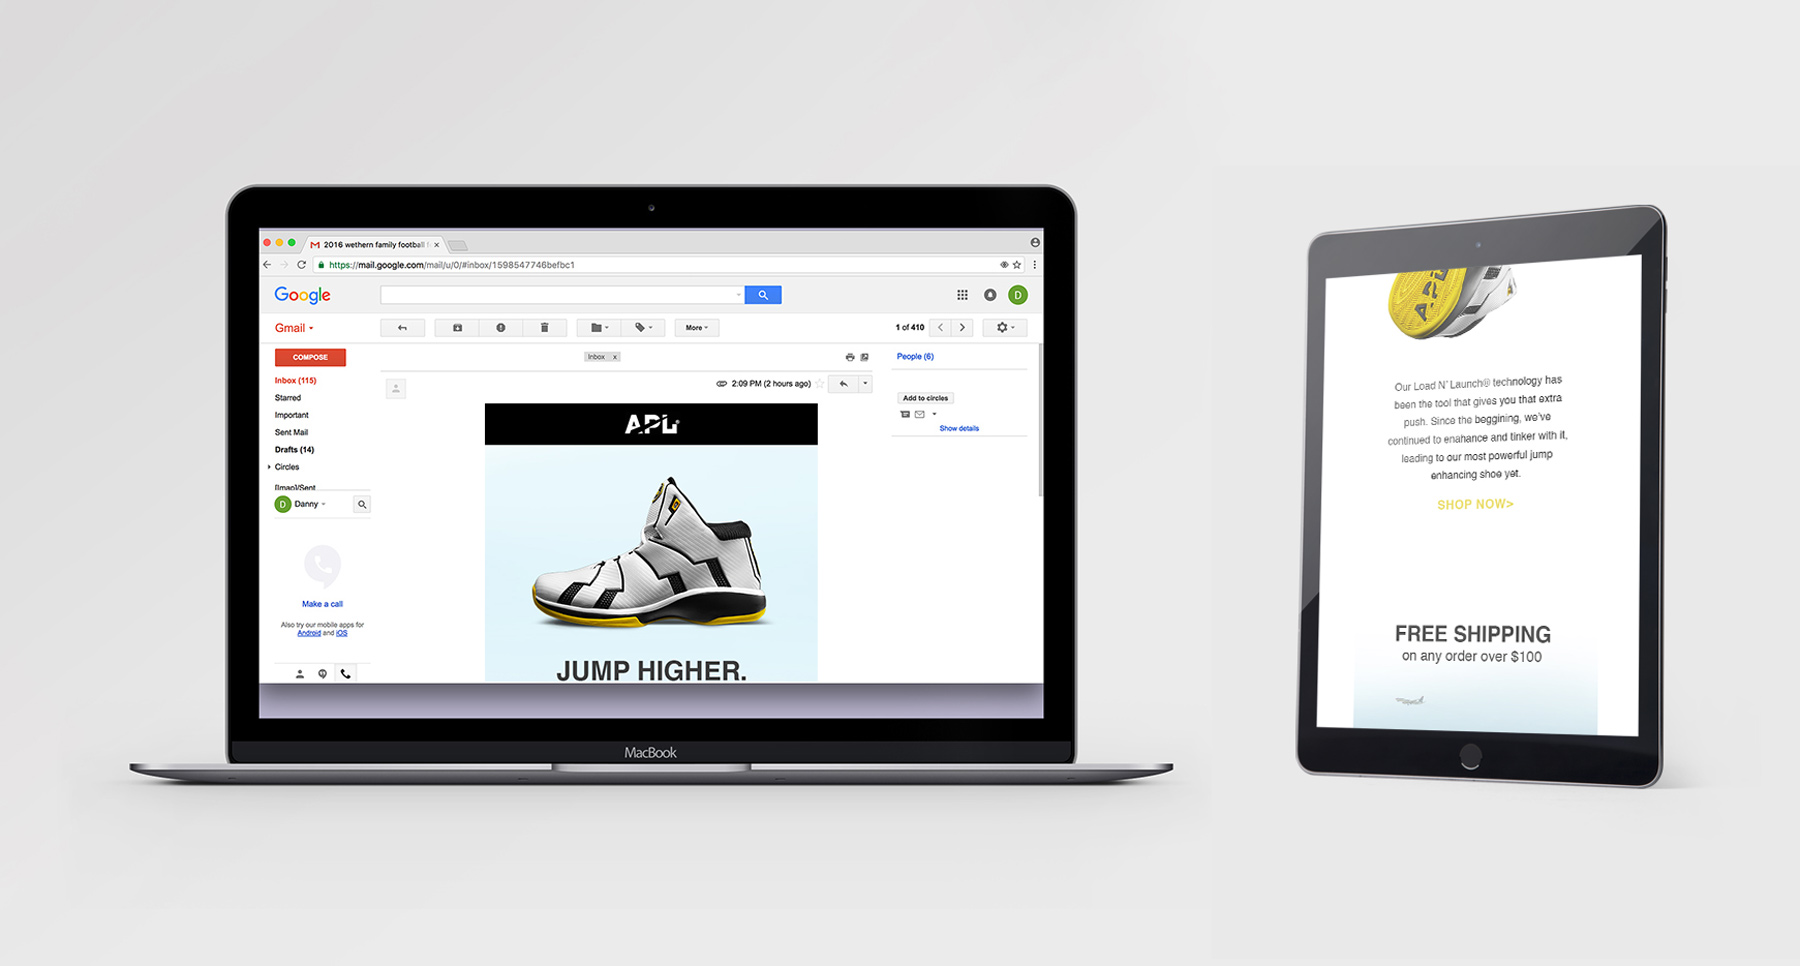 2016 wethern family football f
https://mail.google.com/mail/u/0/#inbox/1598547746befbc1
Google
D
Gmail
More
1 of 410
COMPOSE
Inbox x
People (6)
Inbox (115)
Starred
Important
Sent Mail
Drafts (14)
Circles
[Imap]/Sent
D Danny
2:09 PM (2 hours ago)
Add to circles
Show details
Make a call
Also try our mobile apps for
Android and iOS
APL®
JUMP HIGHER.
MacBook
APL
Our Load N' Launch® technology has
been the tool that gives you that extra
push. Since the beggining, we've
continued to enahance and tinker with it,
leading to our most powerful jump
enhancing shoe yet.
SHOP NOW>
FREE SHIPPING
on any order over $100